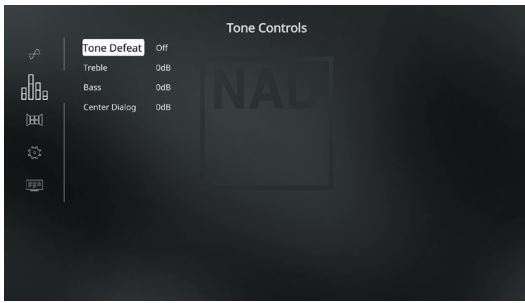 Tone Controls
Tone Defeat Off
Treble 0dB
Bass 0dB
Center Dialog 0dB
NAD